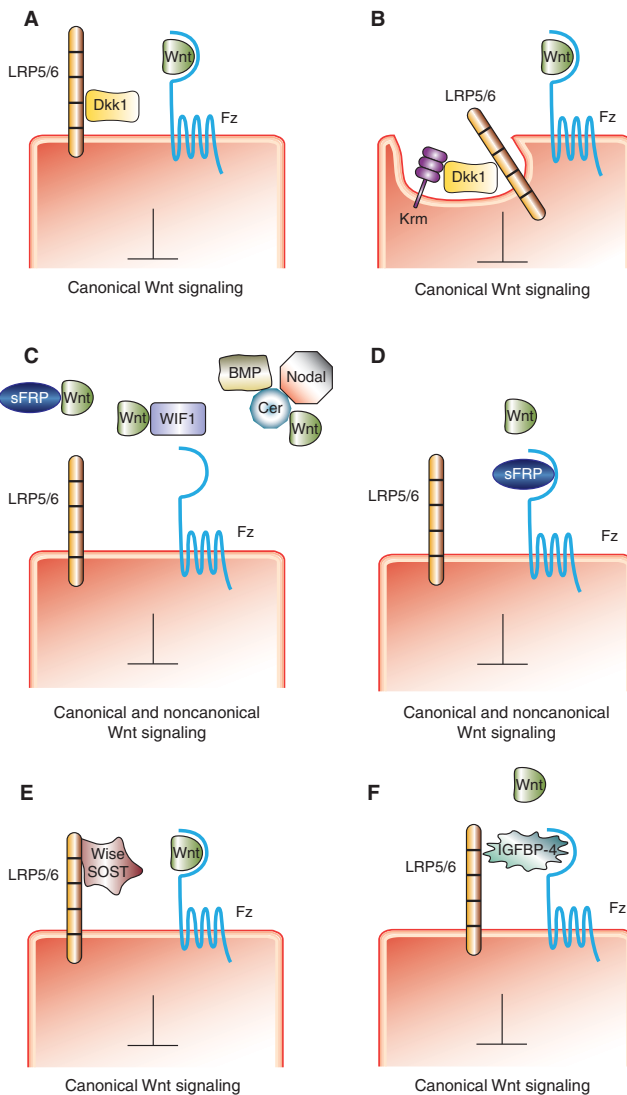 A
LRP5/6
Wnt
Dkk1
Fz
Canonical Wnt signaling
B
Wnt
LRP5/6
Fz
Dkk1
Krm
Canonical Wnt signaling
C
sFRP
Wnt
Wnt
WIF1
BMP
Nodal
Cer
Wnt
LRP5/6
Fz
Canonical and noncanonical
Wnt signaling
D
Wnt
sFRP
LRP5/6
Fz
Canonical and noncanonical
Wnt signaling
E
Wise
SOST
Wnt
LRP5/6
Fz
Canonical Wnt signaling
F
Wnt
IGFBP-4
LRP5/6
Fz
Canonical Wnt signaling